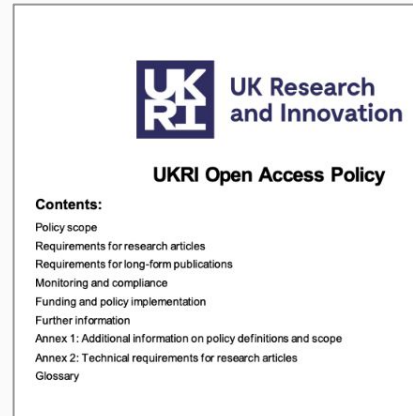 UK
RI
UK Research
and Innovation
UKRI Open Access Policy
Contents:
Policy scope
Requirements for research articles
Requirements for long-form publications
Monitoring and compliance
Funding and policy implementation
Further information
Annex 1: Additional information on policy definitions and scope
Annex 2: Technical requirements for research articles
Glossary